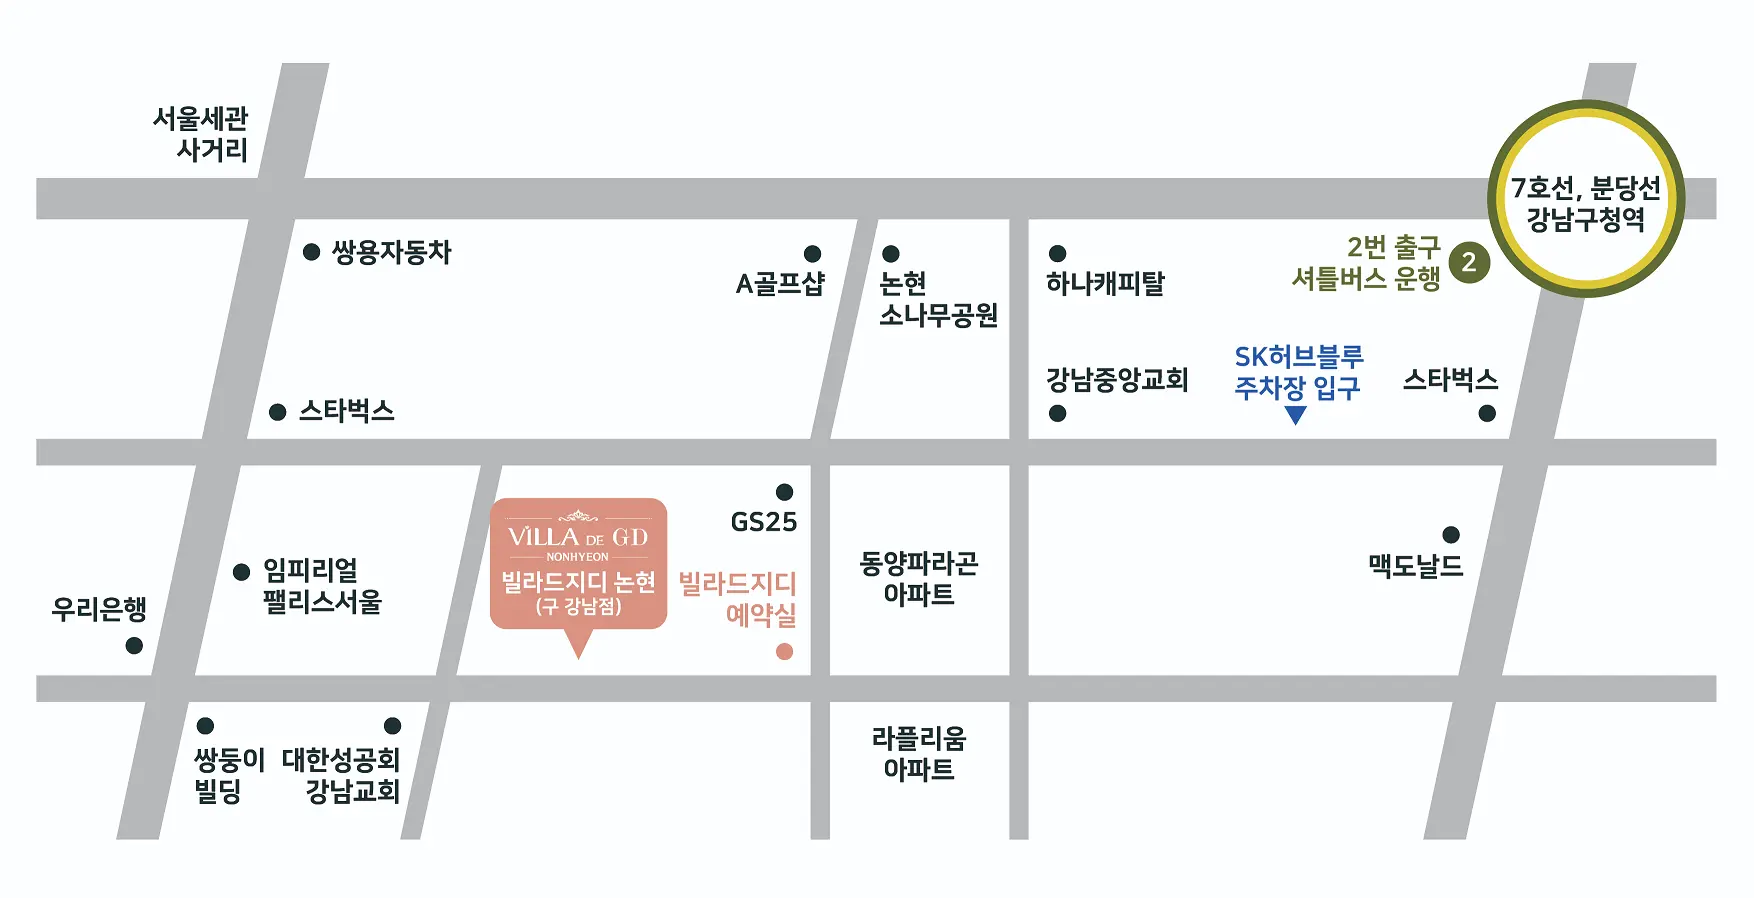 서울세관
사거리
7호선, 분당선
강남구청역
쌍용자동차
A골프샵
논현
소나무공원
하나캐피탈
2번 출구
셔틀버스 운행
2
스타벅스
강남중앙교회
SK허브블루
주차장 입구
스타벅스
GS25
VILLA DE GD
NONHYEON
빌라드지디 논현
(구 강남점)
빌라드지디
예약실
동양파라곤
아파트
맥도날드
임피리얼
팰리스서울
우리은행
쌍둥이
빌딩
대한성공회
강남교회
라플리움
아파트